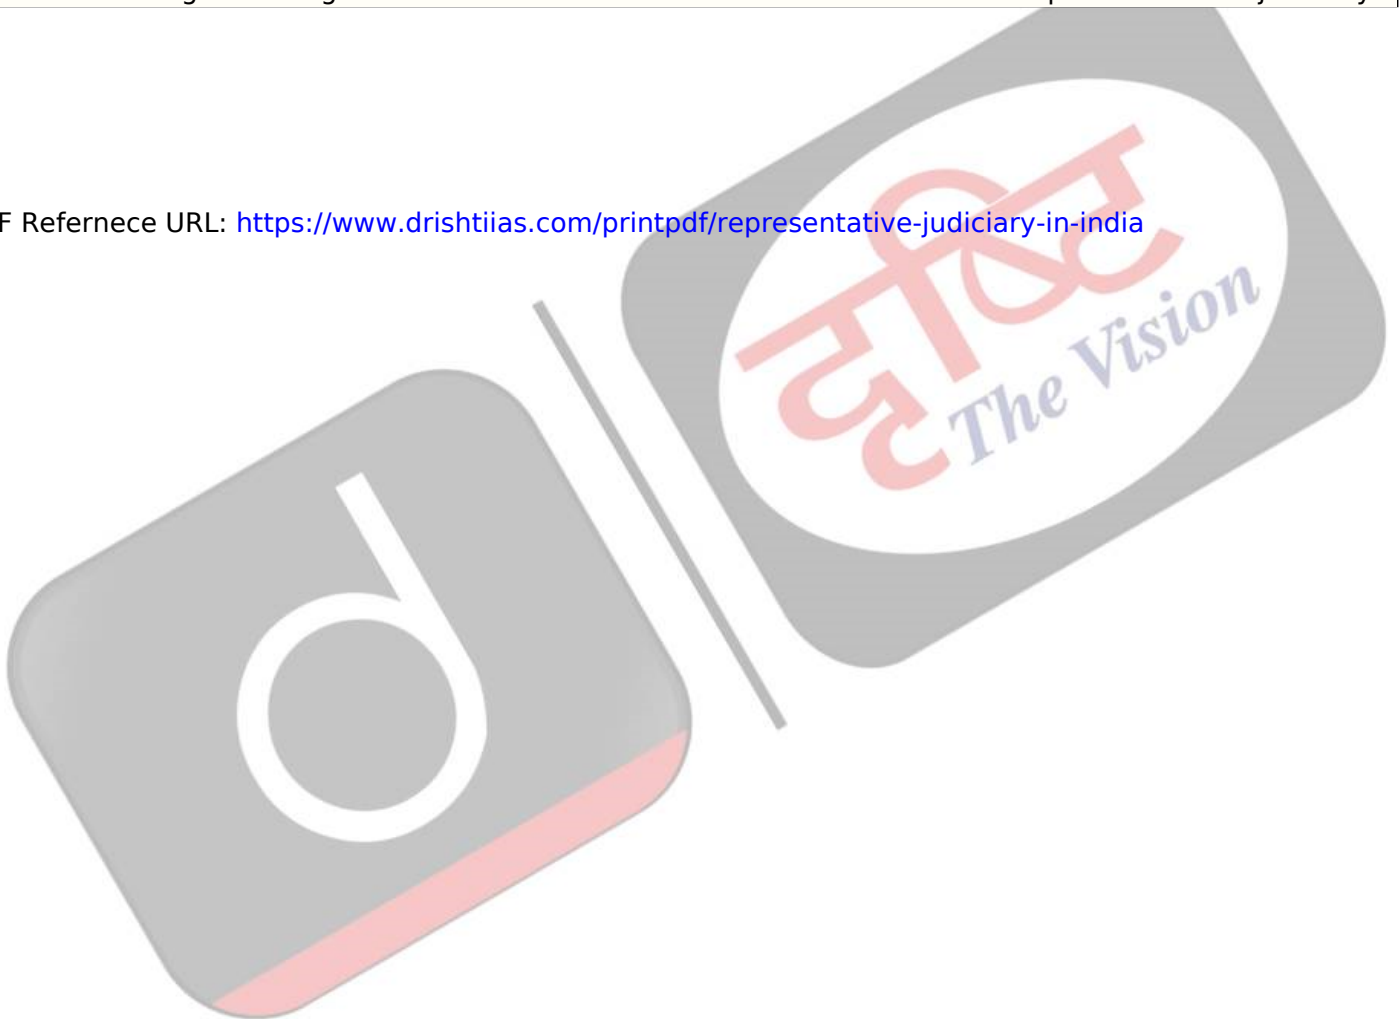 F Refernece URL: https://www.drishtiias.com/printpdf/representative-judiciary-in-india
दृष्टि
The Vision
d